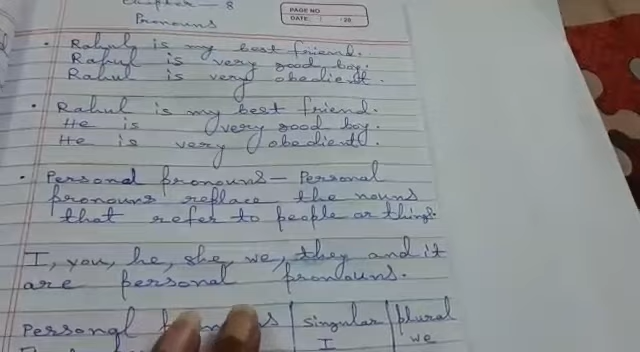 Chapter - 8
PAGE NO
DATE: / / 20
Pronouns
• Rahul is my best friend.
Rahul is very good boy.
Rahul is very obedient.
• Rahul is my best friend.
He is very good boy.
He is very obedient.
• Personal pronouns - Personal
pronouns replace the nouns
that refer to people or things.
I, you, he, she, we, they and it
are personal pronouns.
Personal singular plural
I we